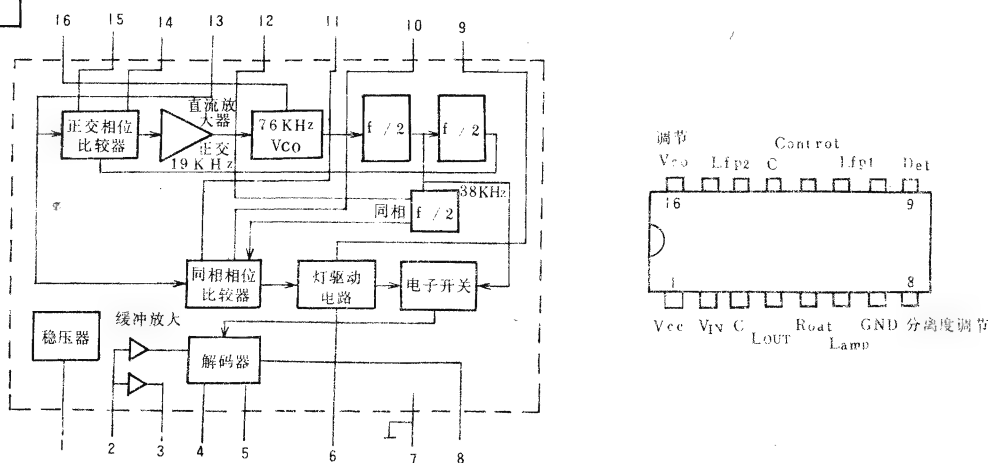 16 15 14 13 12 11 10 9
直流放
大器
正交相位
比较器
76KHz
Vco
f / 2
f / 2
正交
19KHz
38KHz
同相
f / 2
同相相位
比较器
灯驱动
电路
电子开关
稳压器
缓冲放大
解码器
2 3 4 5 6 7 8
调节
Vco Lfp2 C Control Lfp1 Det
16 9
1 8
Vcc VIN C LOUT Rout Lamp GND 分离度调节